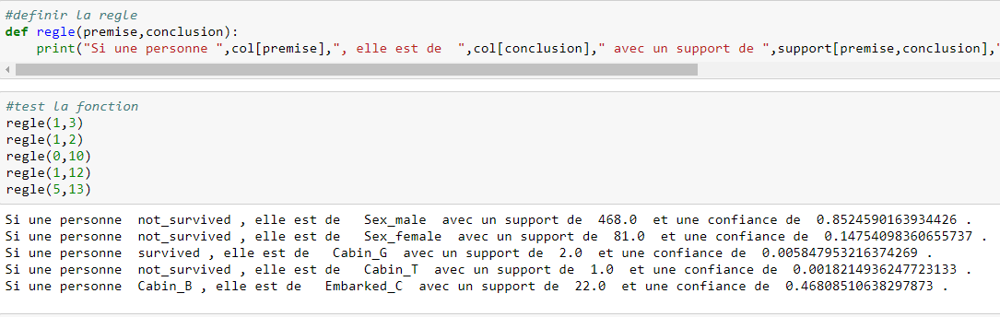 #definir la regle
def regle(premise,conclusion):
    print("Si une personne ",col[premise],", elle est de  ",col[conclusion]," avec un support de ",support[premise,conclusion],"
#test la fonction
regle(1,3)
regle(1,2)
regle(0,10)
regle(1,12)
regle(5,13)
Si une personne  not_survived , elle est de   Sex_male  avec un support de  468.0  et une confiance de  0.8524590163934426 .
Si une personne  not_survived , elle est de   Sex_female  avec un support de  81.0  et une confiance de  0.14754098360655737 .
Si une personne  survived , elle est de   Cabin_G  avec un support de  2.0  et une confiance de  0.005847953216374269 .
Si une personne  not_survived , elle est de   Cabin_T  avec un support de  1.0  et une confiance de  0.0018214936247723133 .
Si une personne  Cabin_B , elle est de   Embarked_C  avec un support de  22.0  et une confiance de  0.46808510638297873 .